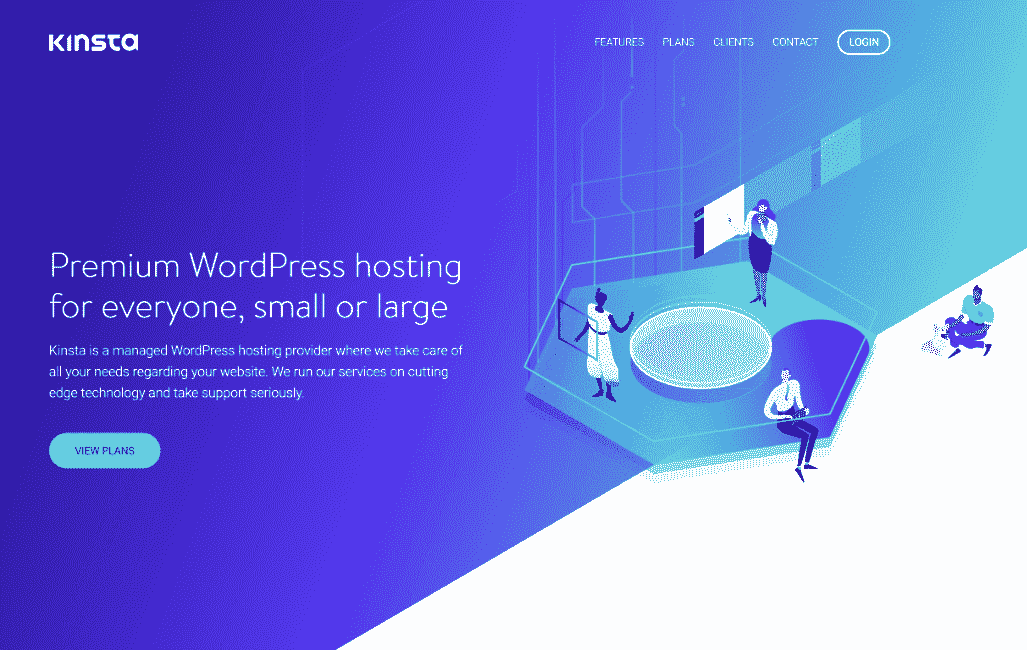 KINSTA
FEATURES PLANS CLIENTS CONTACT LOGIN
Premium WordPress hosting
for everyone, small or large
Kinsta is a managed WordPress hosting provider where we take care of
all your needs regarding your website. We run our services on cutting
edge technology and take support seriously.
VIEW PLANS